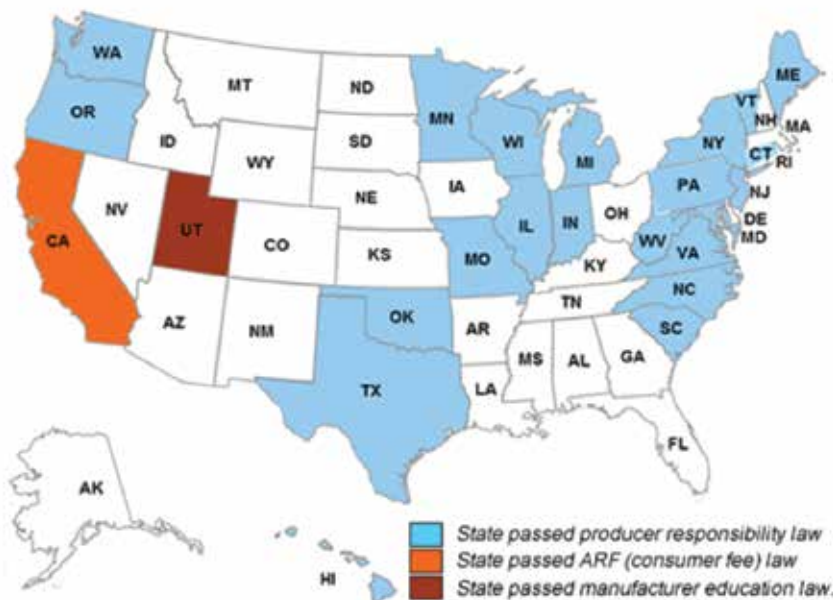 WA
MT
ND
MN
ME
VT
NH
MA
OR
ID
SD
WI
MI
NY
CT
RI
WY
IA
PA
NJ
NV
NE
OH
DE
MD
UT
IL
IN
WV
VA
CA
CO
KS
MO
KY
NC
TN
AZ
NM
OK
AR
SC
MS
AL
GA
TX
LA
FL
AK
HI
State passed producer responsibility law
State passed ARF (consumer fee) law
State passed manufacturer education law.